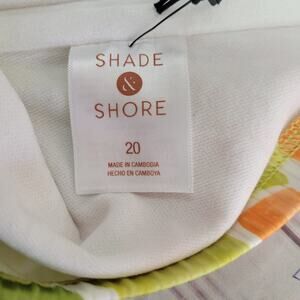 SHADE
&
SHORE
20
MADE IN CAMBODIA
HECHO EN CAMBOYA